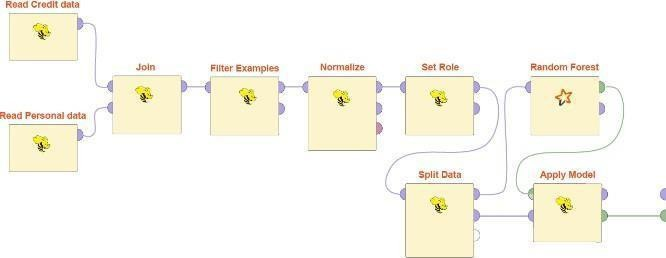 Read Credit data
Join
Filter Examples
Normalize
Set Role
Random Forest
Read Personal data
Split Data
Apply Model